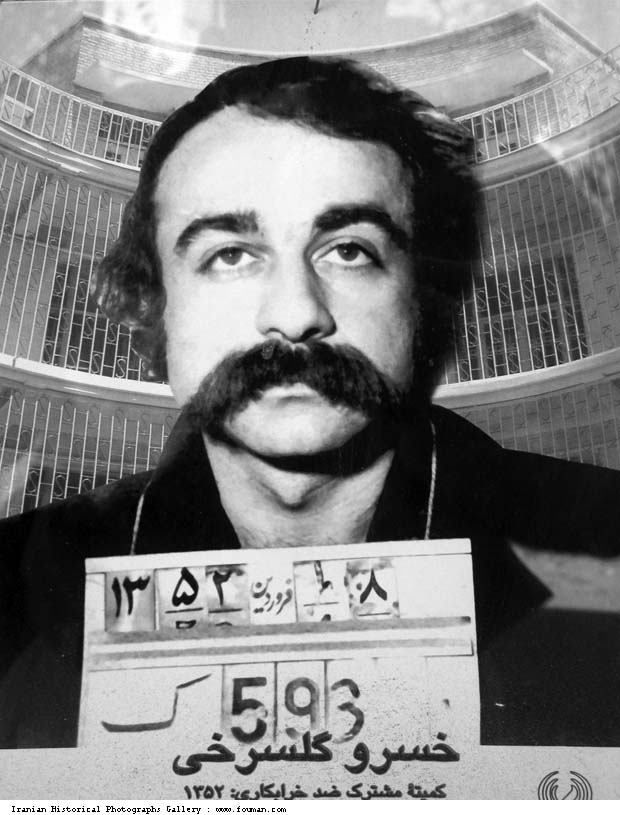 ۱۳ ۵۲ فروردین ۸
ک 593
خسرو گلسرخی
کمیتهٔ مشترک ضد خرابکاری: ۱۳۵۲
Iranian Historical Photographs Gallery : www.fouman.com